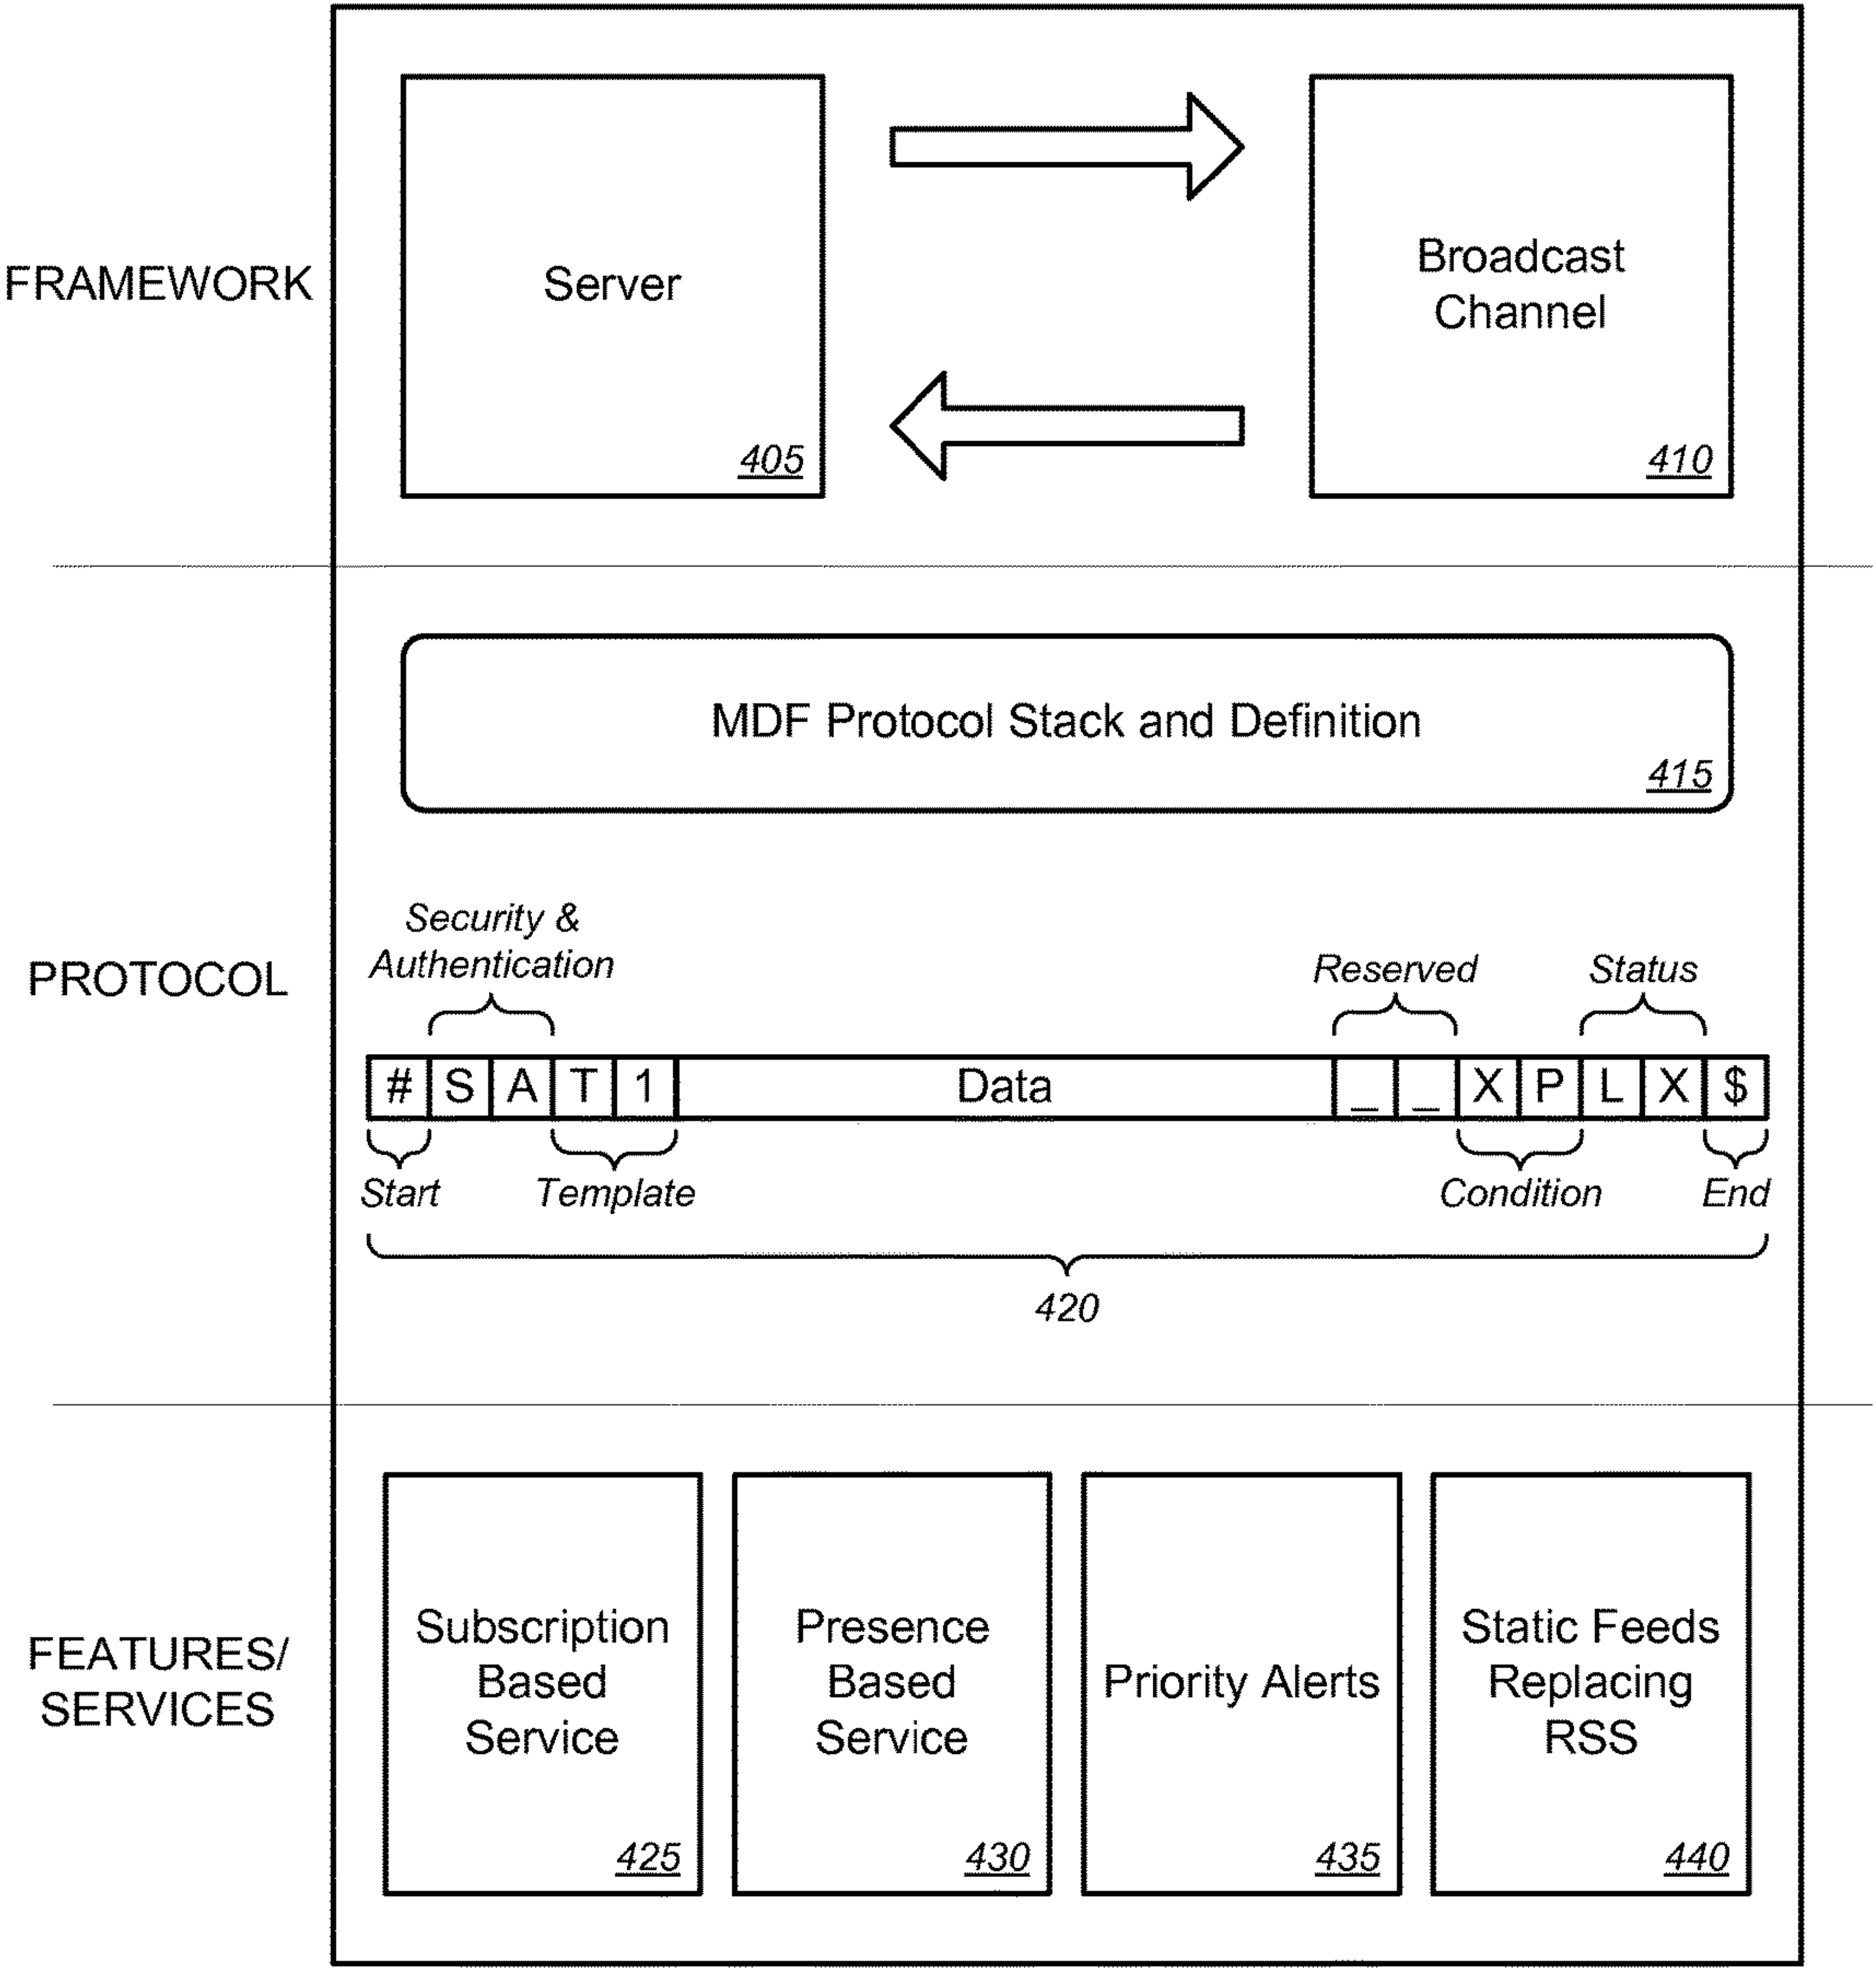 FRAMEWORK
Server
405
Broadcast
Channel
410
PROTOCOL
MDF Protocol Stack and Definition
415
Security &
Authentication
Reserved
Status
# S A T 1 Data _ _ X P L X $
Start
Template
Condition
End
420
FEATURES/
SERVICES
Subscription
Based
Service
425
Presence
Based
Service
430
Priority Alerts
435
Static Feeds
Replacing
RSS
440